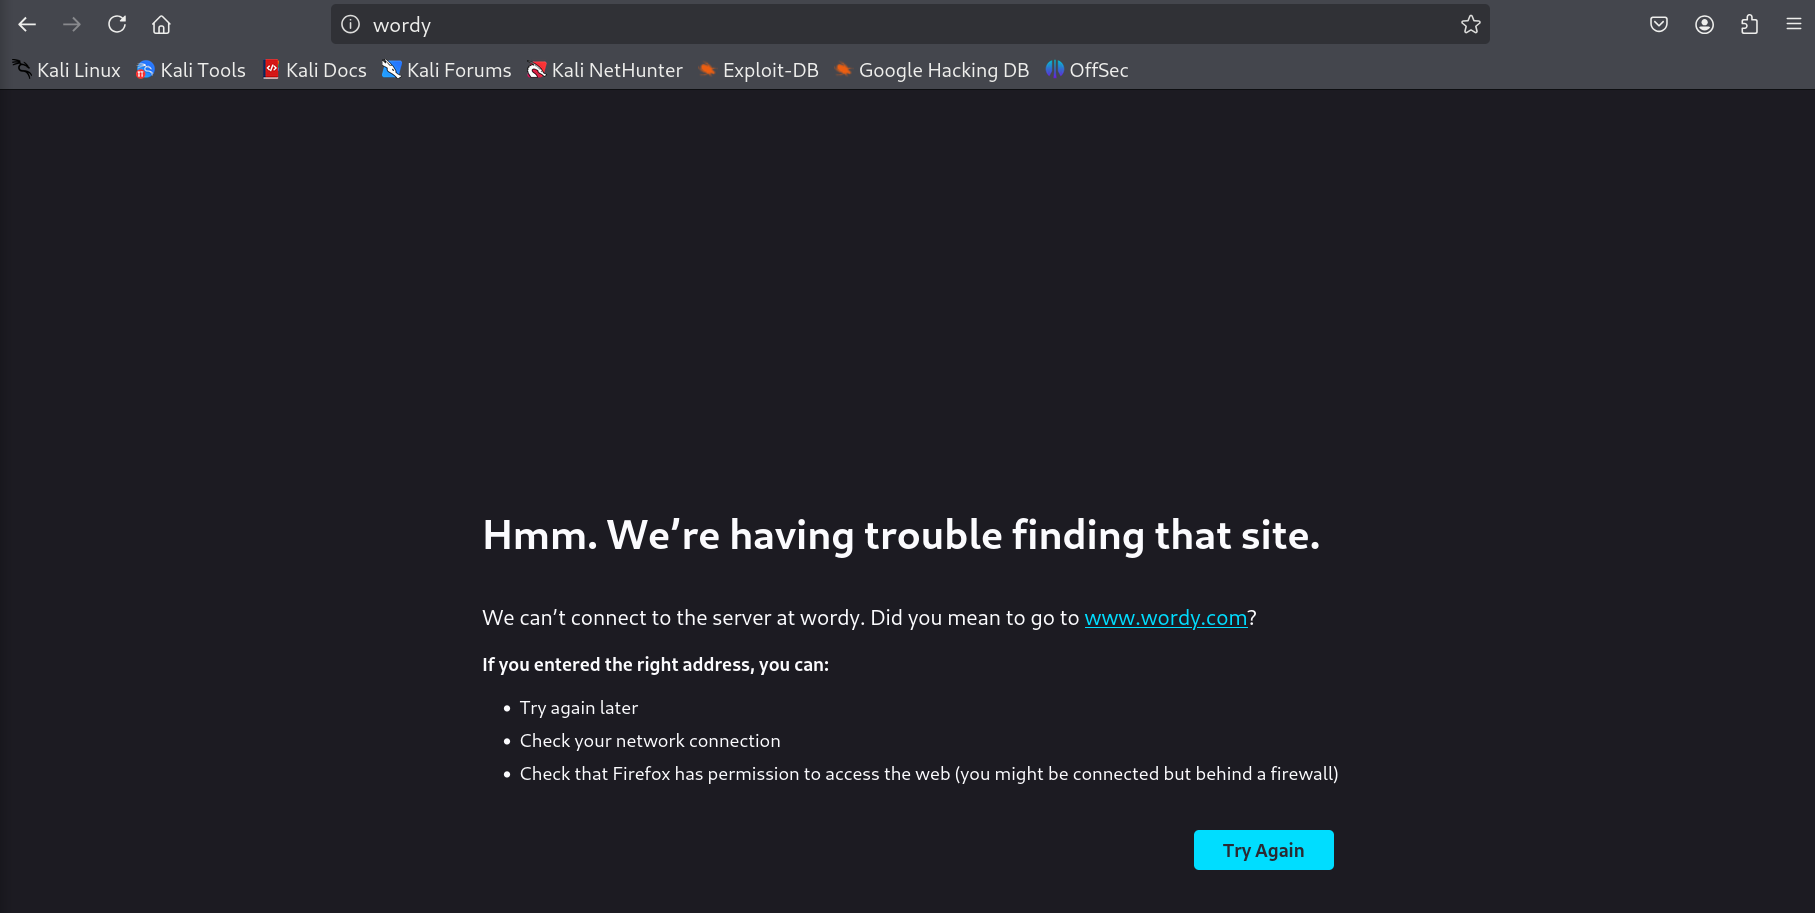 wordy
Kali Linux Kali Tools Kali Docs Kali Forums Kali NetHunter Exploit-DB Google Hacking DB OffSec
Hmm. We’re having trouble finding that site.
We can’t connect to the server at wordy. Did you mean to go to www.wordy.com?
If you entered the right address, you can:
• Try again later
• Check your network connection
• Check that Firefox has permission to access the web (you might be connected but behind a firewall)
Try Again